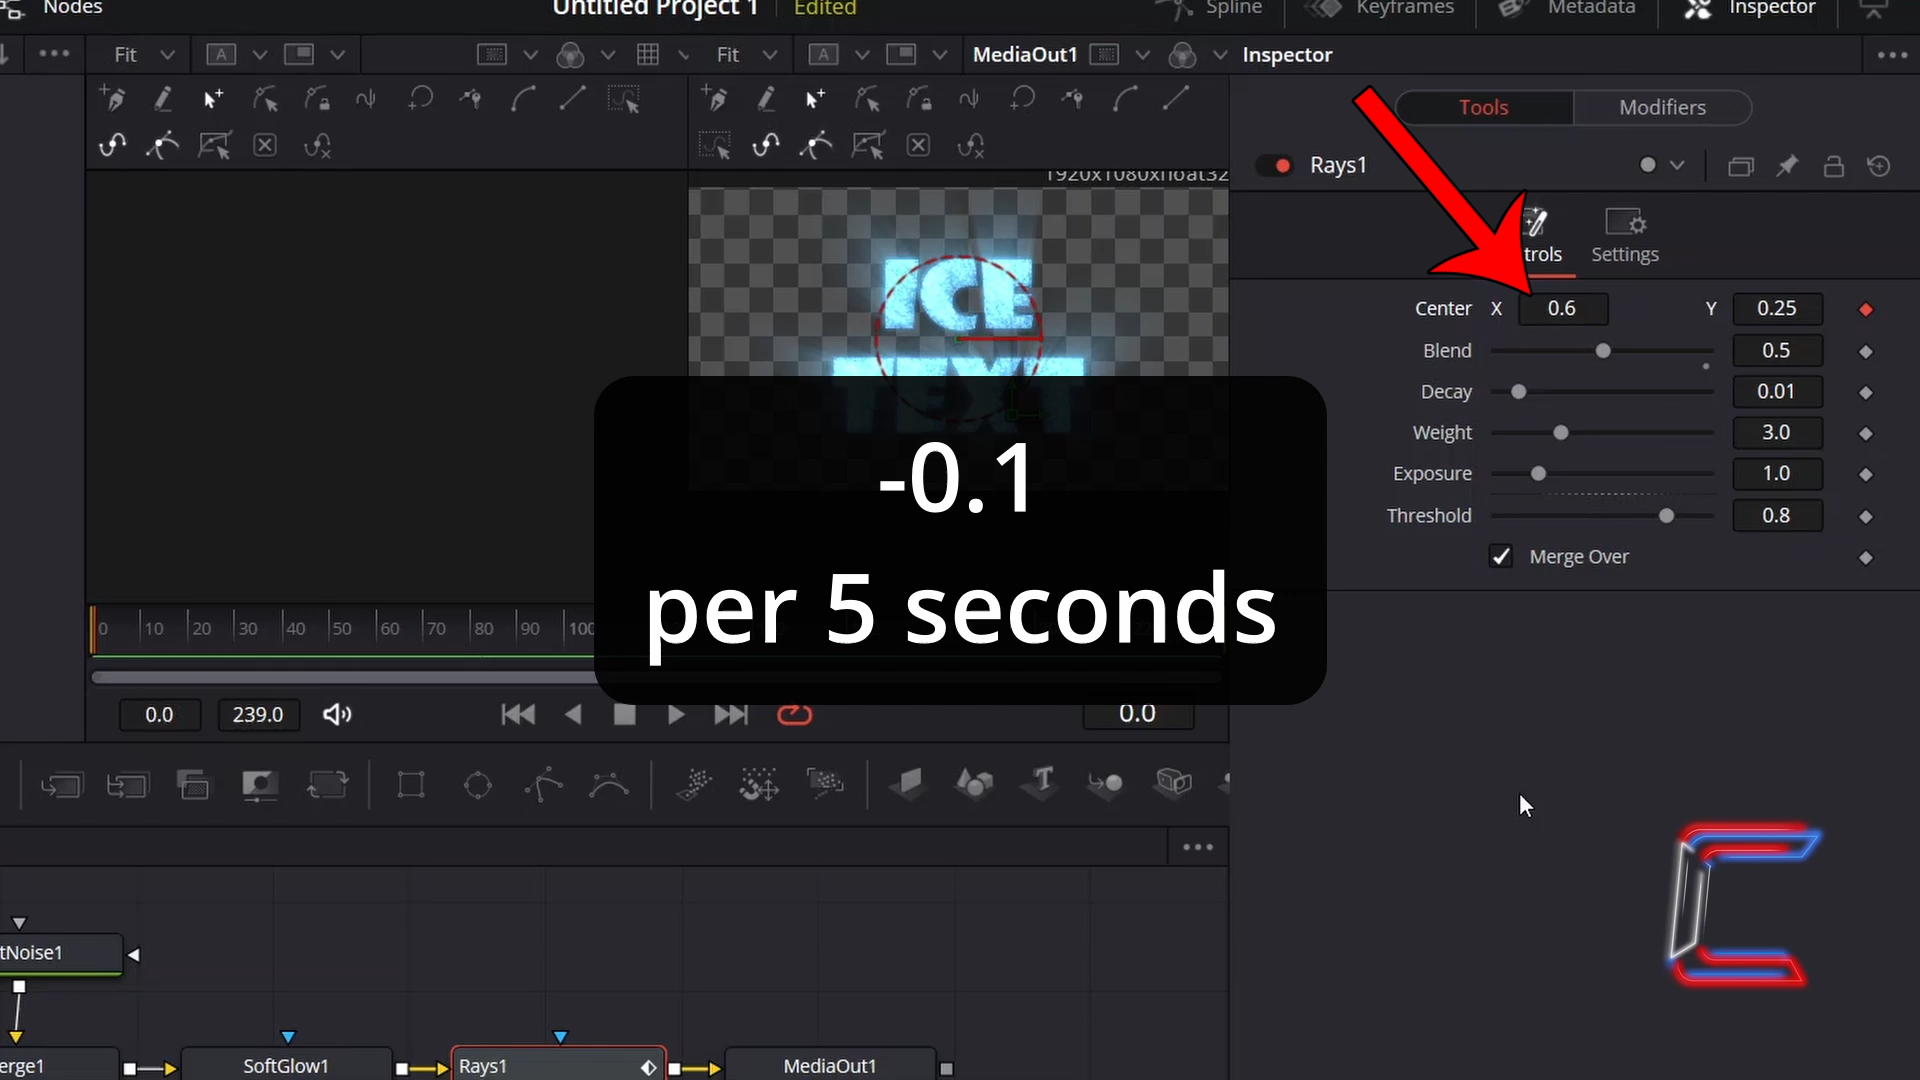 Nodes Untitled Project 1 Edited Spline Keyframes Metadata Inspector
Fit A Fit A MediaOut1 Inspector
Tools Modifiers
Rays1
1920x1080xfloat32
Settings
ICE
TEXT
Center X 0.6 Y 0.25
Blend 0.5
Decay 0.01
Weight 3.0
Exposure 1.0
Threshold 0.8
Merge Over
-0.1
per 5 seconds
0 10 20 30 40 50 60 70 80 90 100
0.0 239.0 0.0
tNoise1
erge1 SoftGlow1 Rays1 MediaOut1